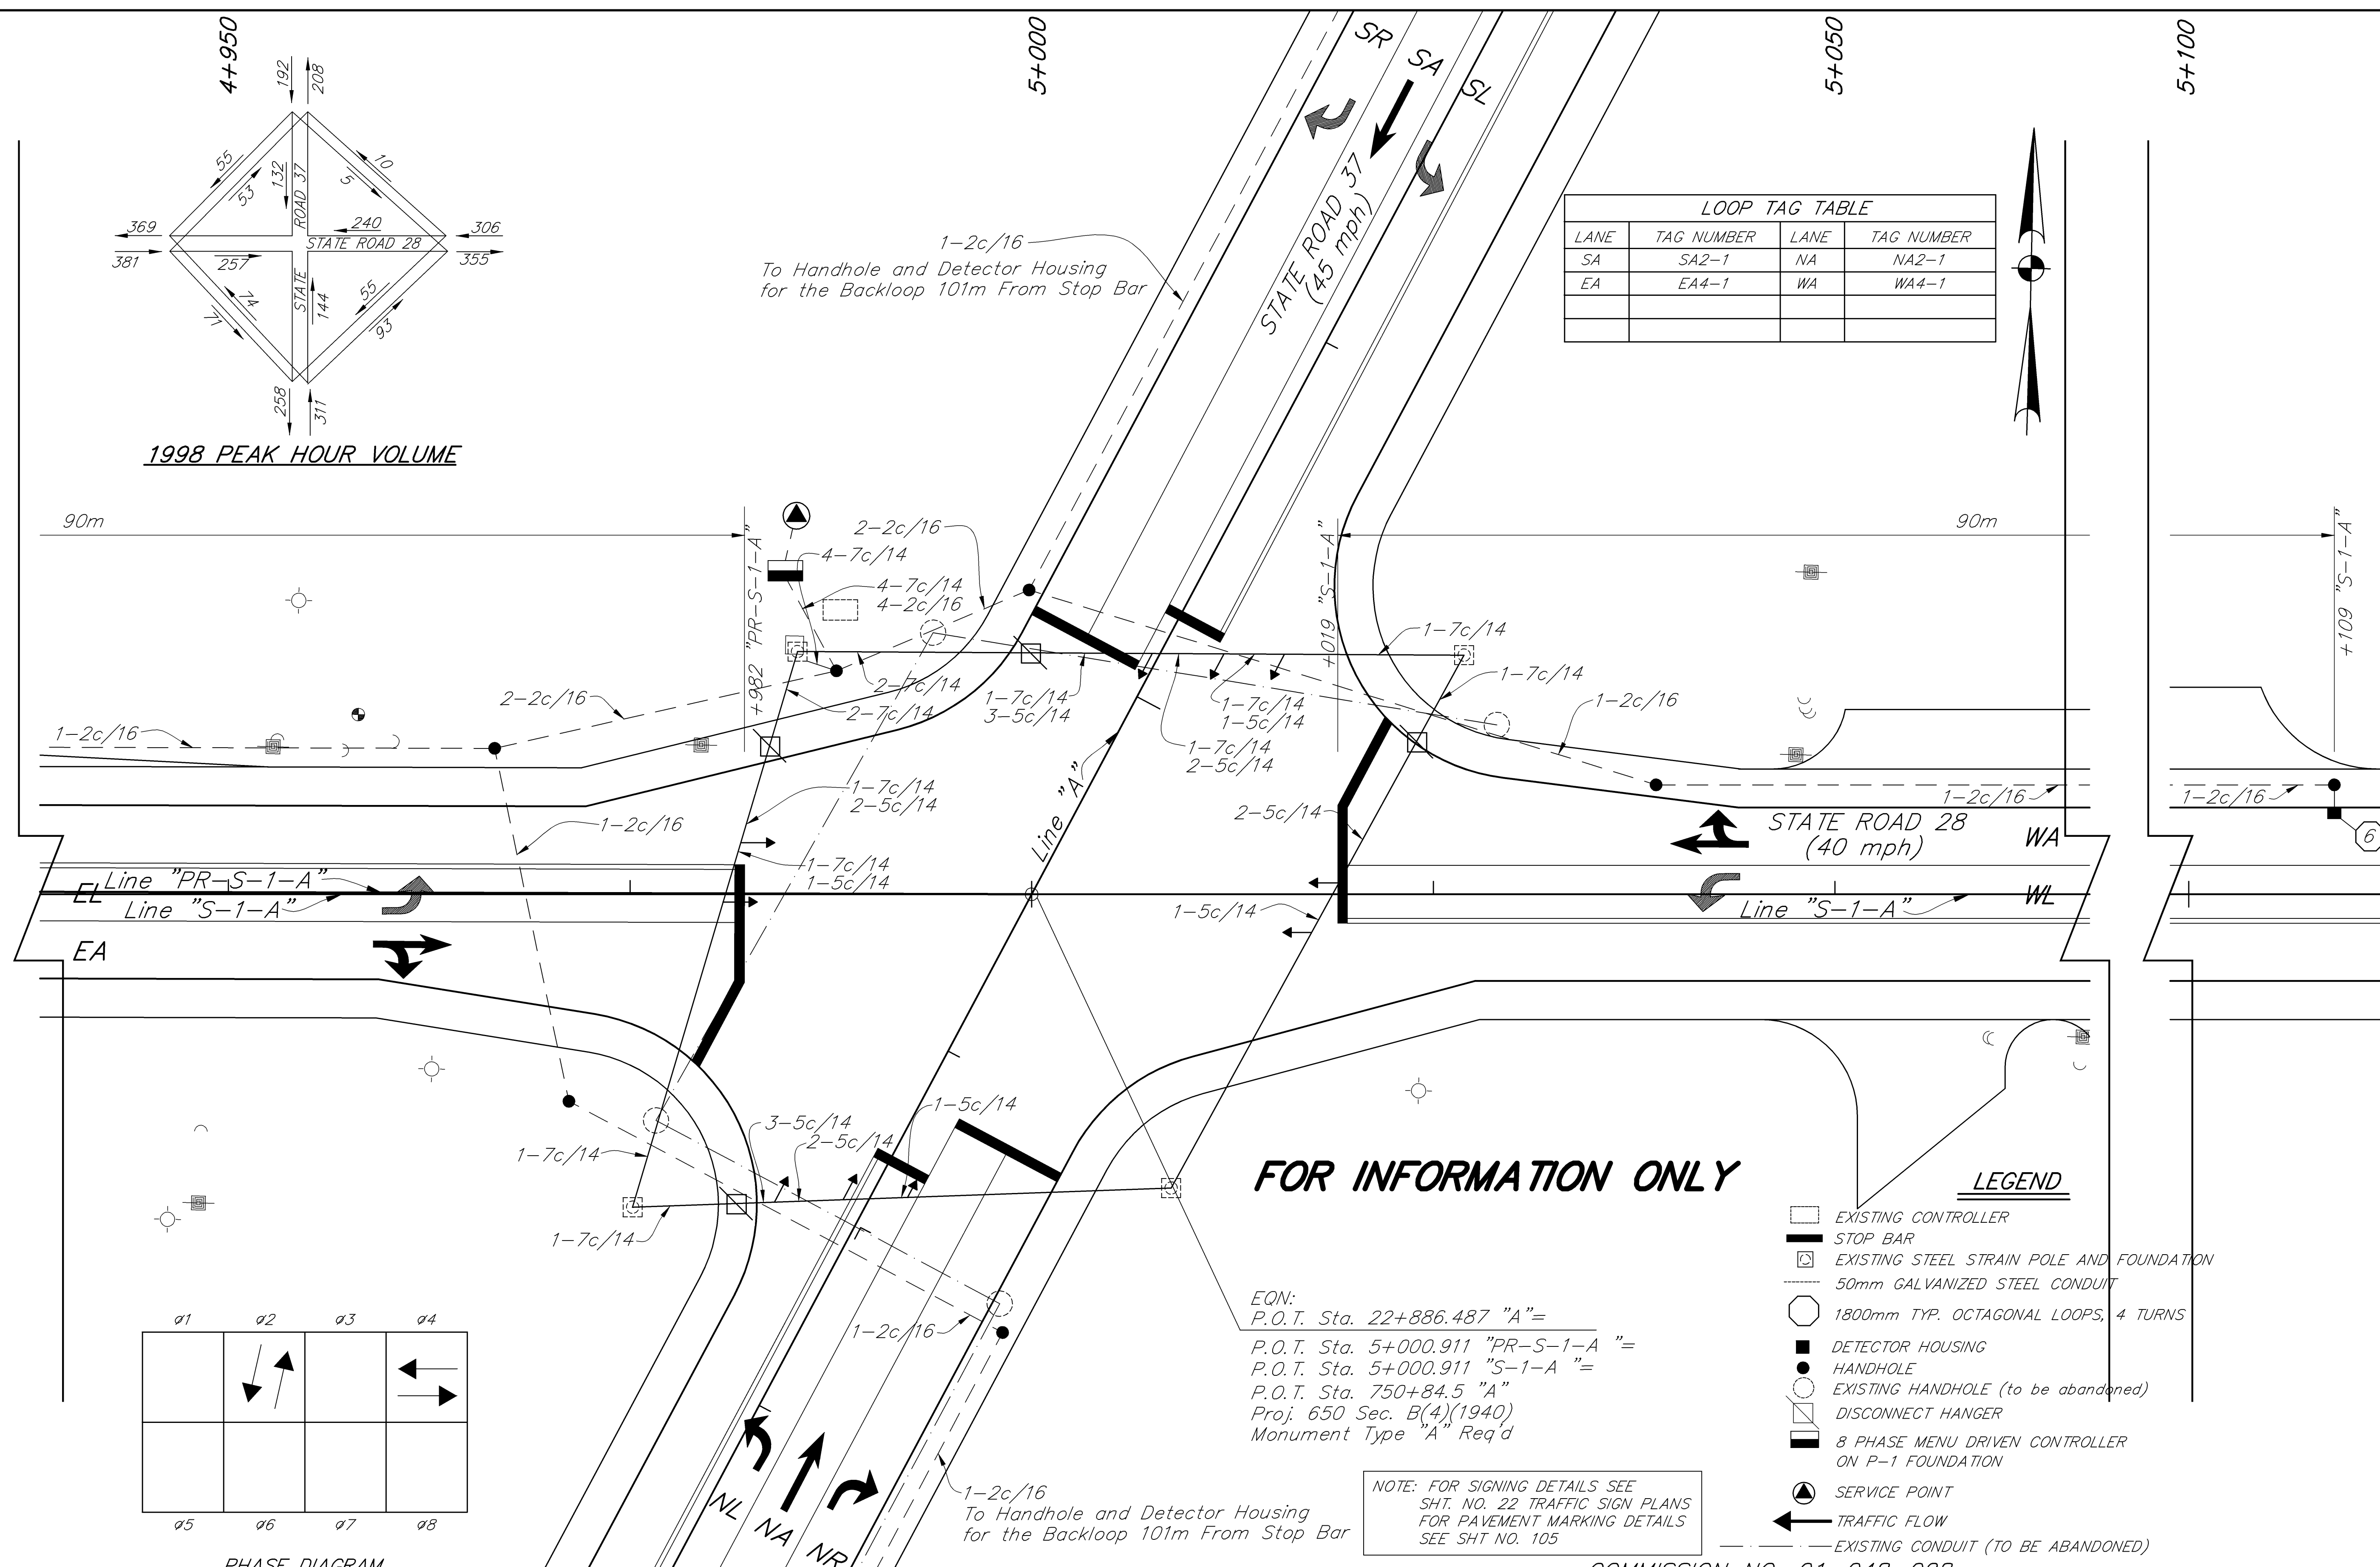 4+950
5+000
5+050
5+100
192
208
55
53
132
ROAD 37
10
5
369
381
240
STATE ROAD 28
257
306
355
74
71
STATE
144
55
93
258
311
1998 PEAK HOUR VOLUME
SR
SA
SL
STATE ROAD 37
(45 mph)
1-2c/16
To Handhole and Detector Housing
for the Backloop 101m From Stop Bar
LOOP TAG TABLE
LANE TAG NUMBER LANE TAG NUMBER
SA SA2-1 NA NA2-1
EA EA4-1 WA WA4-1
90m
+982 "PR-S-1-A"
2-2c/16
4-7c/14
4-7c/14
4-2c/16
+019 "S-1-A"
90m
+109 "S-1-A"
1-7c/14
1-7c/14
1-2c/16
2-7c/14
2-7c/14
1-7c/14
3-5c/14
1-7c/14
1-5c/14
1-7c/14
2-5c/14
2-2c/16
1-2c/16
1-7c/14
2-5c/14
1-2c/16
1-7c/14
1-5c/14
Line "A"
2-5c/14
1-2c/16
1-2c/16
6
STATE ROAD 28
(40 mph)
WA
WL
EL
Line "PR-S-1-A"
Line "S-1-A"
EA
1-5c/14
Line "S-1-A"
3-5c/14
2-5c/14
1-5c/14
1-7c/14
1-7c/14
1-2c/16
FOR INFORMATION ONLY
EQN:
P.O.T. Sta. 22+886.487 "A"=
P.O.T. Sta. 5+000.911 "PR-S-1-A "=
P.O.T. Sta. 5+000.911 "S-1-A "=
P.O.T. Sta. 750+84.5 "A"
Proj. 650 Sec. B(4)(1940)
Monument Type "A" Req'd
LEGEND
EXISTING CONTROLLER
STOP BAR
EXISTING STEEL STRAIN POLE AND FOUNDATION
50mm GALVANIZED STEEL CONDUIT
1800mm TYP. OCTAGONAL LOOPS, 4 TURNS
DETECTOR HOUSING
HANDHOLE
EXISTING HANDHOLE (to be abandoned)
DISCONNECT HANGER
8 PHASE MENU DRIVEN CONTROLLER
ON P-1 FOUNDATION
SERVICE POINT
TRAFFIC FLOW
EXISTING CONDUIT (TO BE ABANDONED)
ø1 ø2 ø3 ø4
ø5 ø6 ø7 ø8
PHASE DIAGRAM
NL
NA
NR
1-2c/16
To Handhole and Detector Housing
for the Backloop 101m From Stop Bar
NOTE: FOR SIGNING DETAILS SEE
SHT. NO. 22 TRAFFIC SIGN PLANS
FOR PAVEMENT MARKING DETAILS
SEE SHT NO. 105
COMMISSION NO.